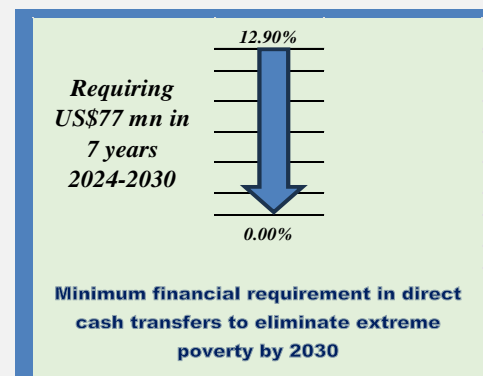 12.90%
Requiring
US$77 mn in
7 years
2024-2030
0.00%
Minimum financial requirement in direct
cash transfers to eliminate extreme
poverty by 2030